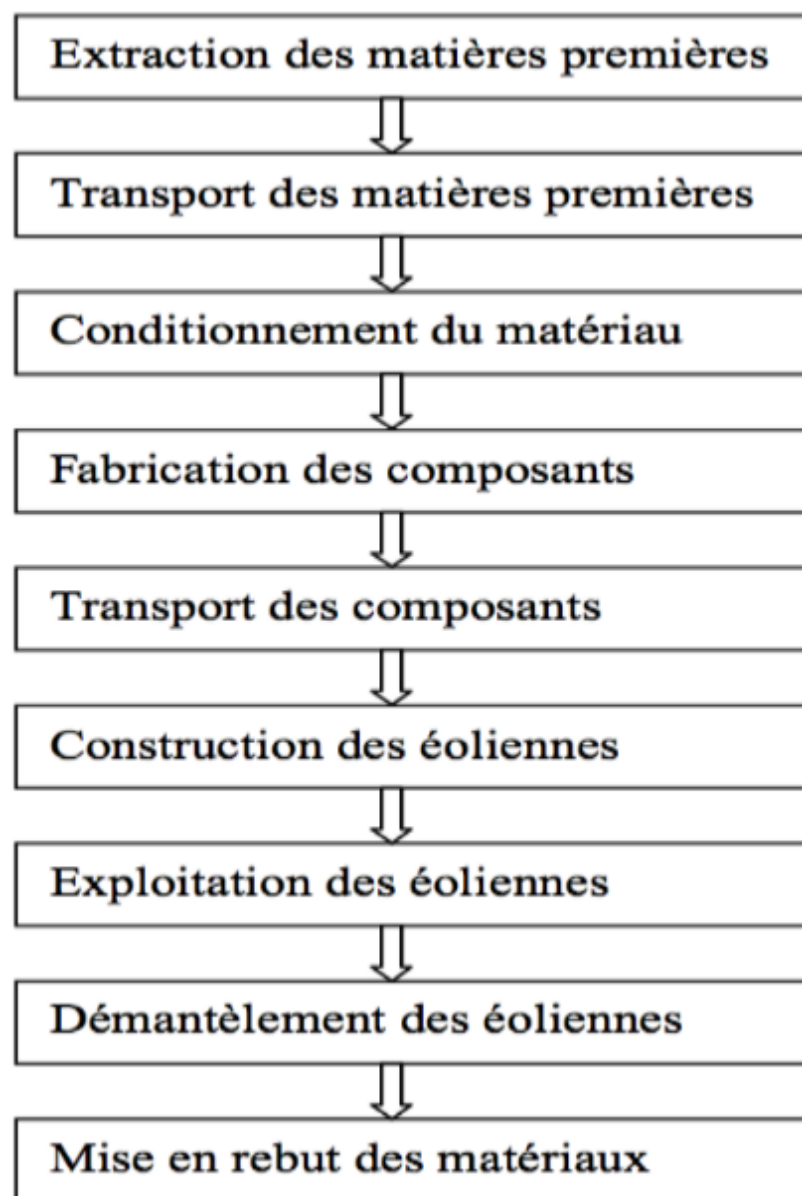 Extraction des matières premières
Transport des matières premières
Conditionnement du matériau
Fabrication des composants
Transport des composants
Construction des éoliennes
Exploitation des éoliennes
Démantèlement des éoliennes
Mise en rebut des matériaux